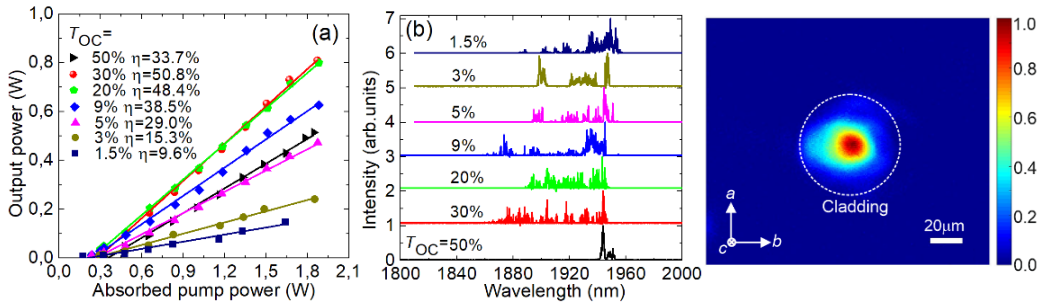 (a)
T_OC=
50% η=33.7%
30% η=50.8%
20% η=48.4%
9% η=38.5%
5% η=29.0%
3% η=15.3%
1.5% η=9.6%
Output power (W)
1,0
0,8
0,6
0,4
0,2
0,0
0,0 0,3 0,6 0,9 1,2 1,5 1,8 2,1
Absorbed pump power (W)
(b)
Intensity (arb.units)
7
6
5
4
3
2
1
0
1.5%
3%
5%
9%
20%
30%
T_OC=50%
1800 1840 1880 1920 1960 2000
Wavelength (nm)
Cladding
a
c
b
20μm
1.0
0.8
0.6
0.4
0.2
0.0